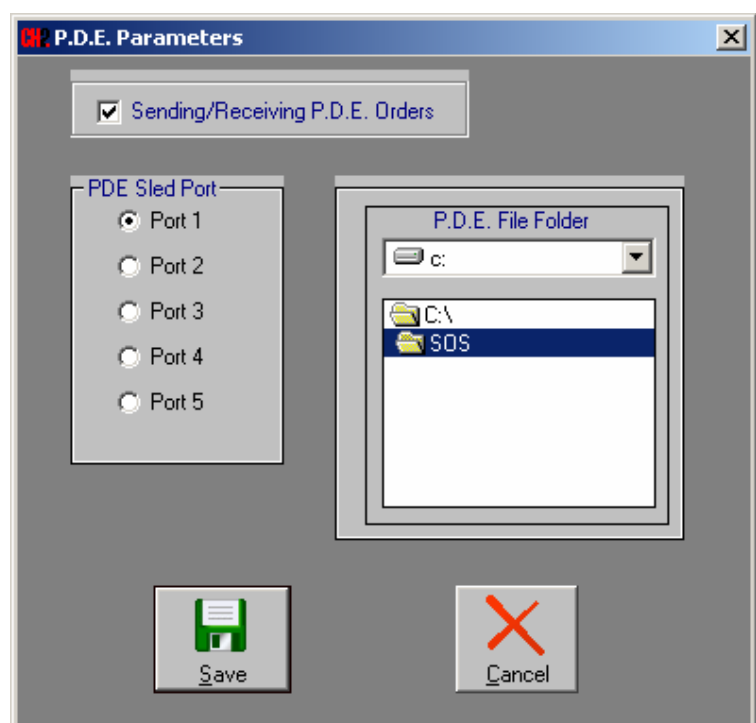 CHP. P.D.E. Parameters
Sending/Receiving P.D.E. Orders
PDE Sled Port
Port 1
Port 2
Port 3
Port 4
Port 5
P.D.E. File Folder
c:
C:\
SOS
Save
Cancel